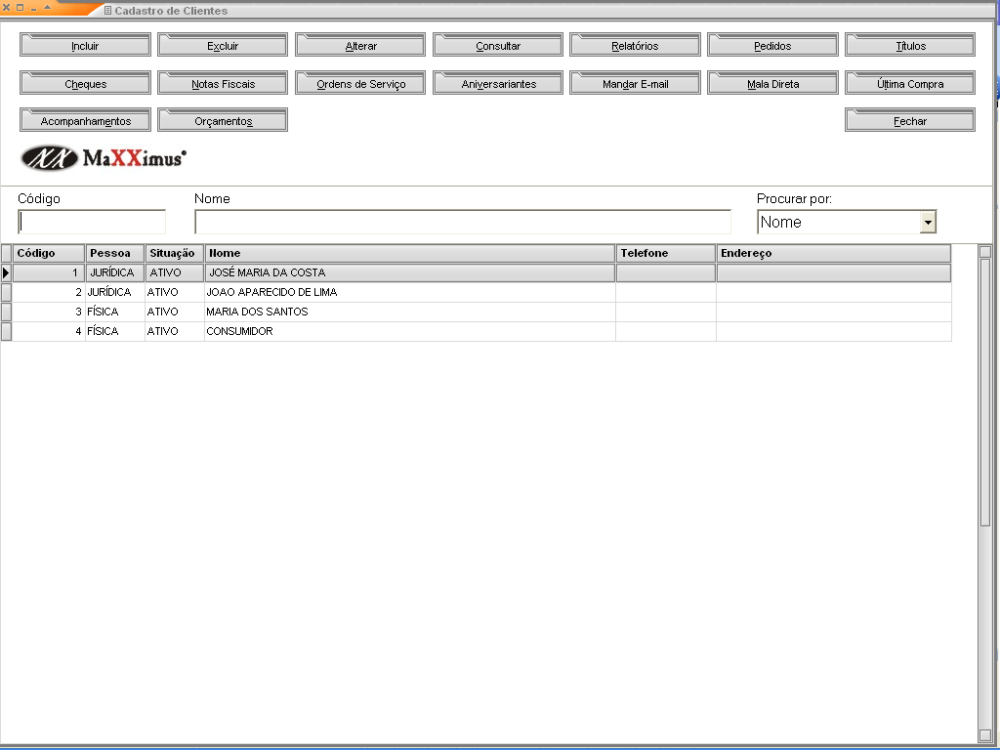 Cadastro de Clientes
Incluir Excluir Alterar Consultar Relatórios Pedidos Títulos
Cheques Notas Fiscais Ordens de Serviço Aniversariantes Mandar E-mail Mala Direta Última Compra
Acompanhamentos Orçamentos Fechar
XX MaXXimus
Código Nome Procurar por:
Nome
Código Pessoa Situação Nome Telefone Endereço
1 JURÍDICA ATIVO JOSÉ MARIA DA COSTA
2 JURÍDICA ATIVO JOAO APARECIDO DE LIMA
3 FÍSICA ATIVO MARIA DOS SANTOS
4 FÍSICA ATIVO CONSUMIDOR